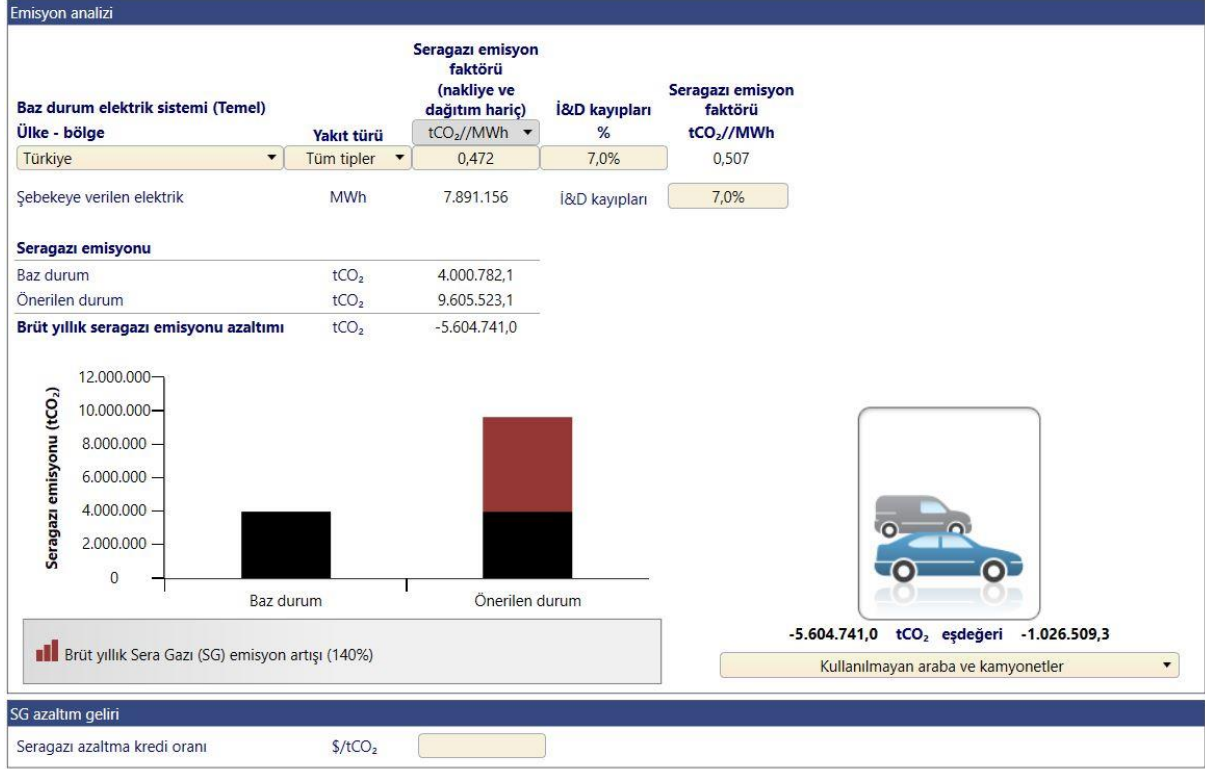 Emisyon analizi
Seragazı emisyon
faktörü
(nakliye ve
dağıtım hariç)
İ&D kayıpları
Seragazı emisyon
faktörü
Baz durum elektrik sistemi (Temel)
Ülke - bölge
Yakıt türü
tCO₂//MWh
%
tCO₂//MWh
Türkiye
Tüm tipler
0,472
7,0%
0,507
Şebekeye verilen elektrik
MWh
7.891.156
İ&D kayıpları
7,0%
Seragazı emisyonu
Baz durum
tCO₂
4.000.782,1
Önerilen durum
tCO₂
9.605.523,1
Brüt yıllık seragazı emisyonu azaltımı
tCO₂
-5.604.741,0
Seragazı emisyonu (tCO₂)
12.000.000
10.000.000
8.000.000
6.000.000
4.000.000
2.000.000
0
Baz durum
Önerilen durum
Brüt yıllık Sera Gazı (SG) emisyon artışı (140%)
-5.604.741,0 tCO₂ eşdeğeri -1.026.509,3
Kullanılmayan araba ve kamyonetler
SG azaltım geliri
Seragazı azaltma kredi oranı
$/tCO₂